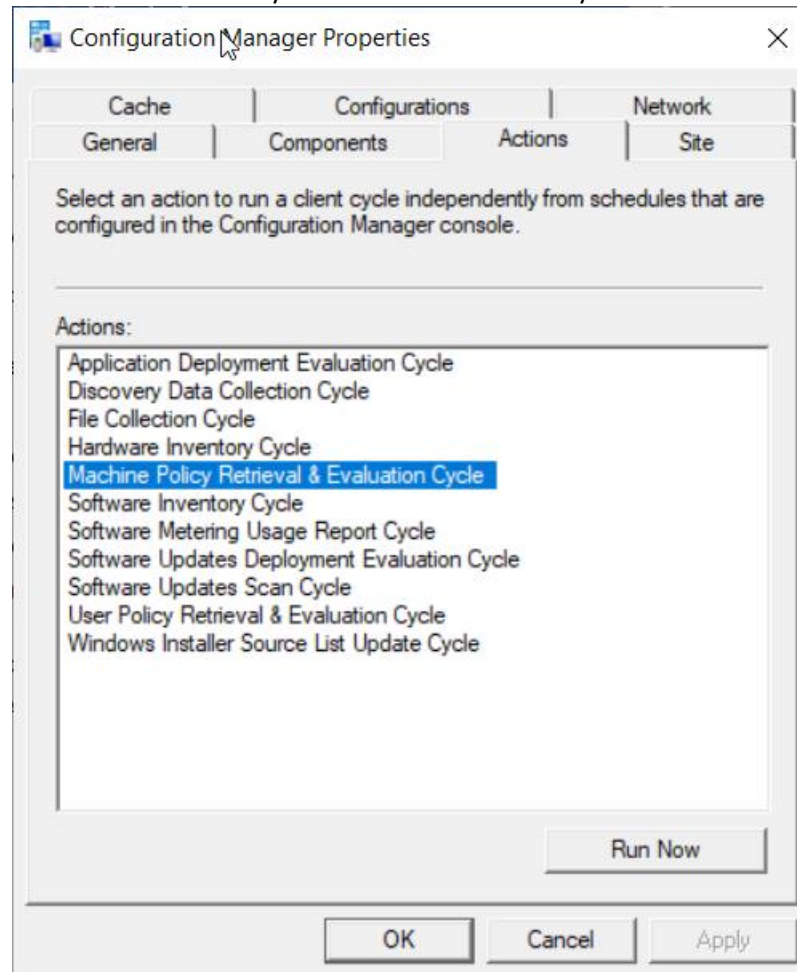 Configuration Manager Properties
Cache
Configurations
Network
General
Components
Actions
Site
Select an action to run a client cycle independently from schedules that are
configured in the Configuration Manager console.
Actions:
Application Deployment Evaluation Cycle
Discovery Data Collection Cycle
File Collection Cycle
Hardware Inventory Cycle
Machine Policy Retrieval & Evaluation Cycle
Software Inventory Cycle
Software Metering Usage Report Cycle
Software Updates Deployment Evaluation Cycle
Software Updates Scan Cycle
User Policy Retrieval & Evaluation Cycle
Windows Installer Source List Update Cycle
Run Now
OK
Cancel
Apply